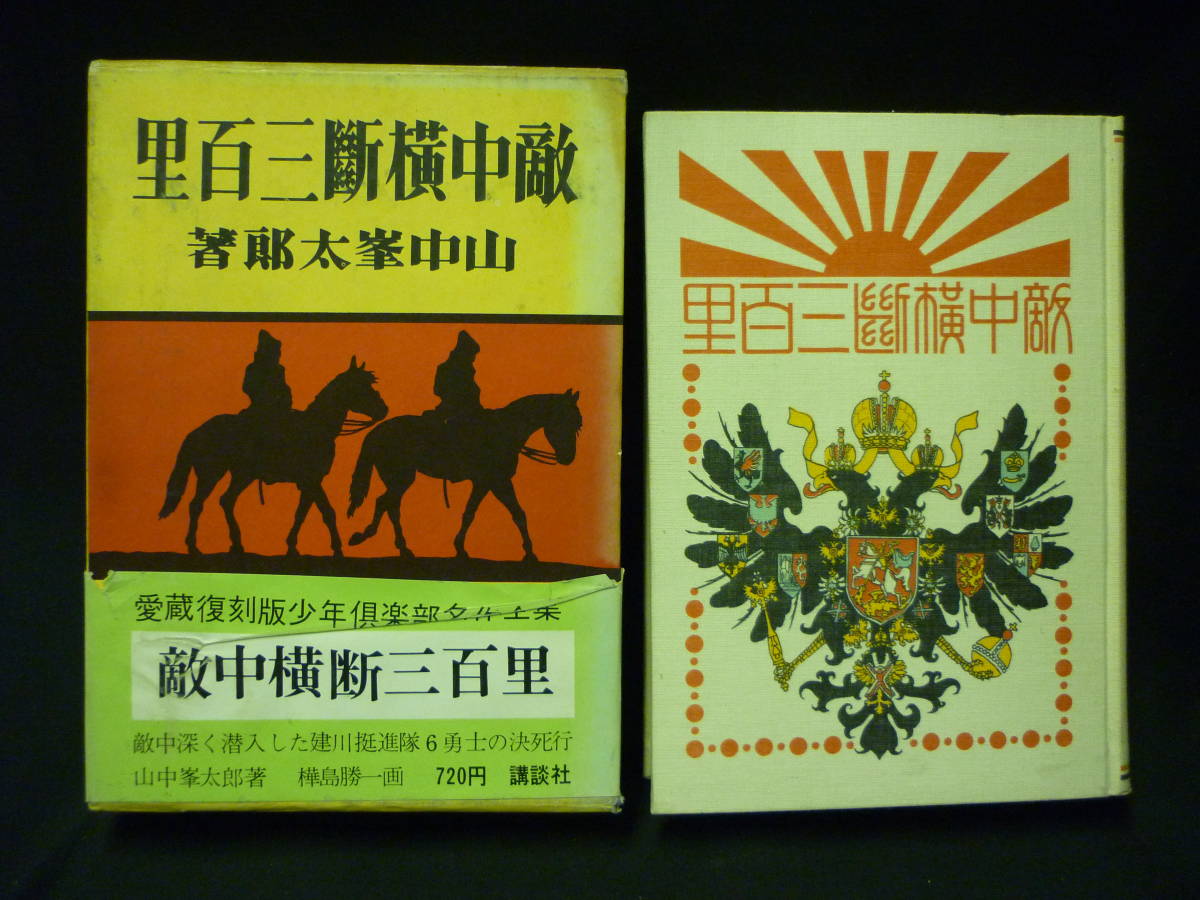 敵中橫斷三百里
山中峯太郎著
愛蔵復刻版少年倶楽部名作全集
敵中横断三百里
敵中深く潜入した建川挺進隊6勇士の決死行
山中峯太郎著 樺島勝一画 720円 講談社
敵中橫斷三百里